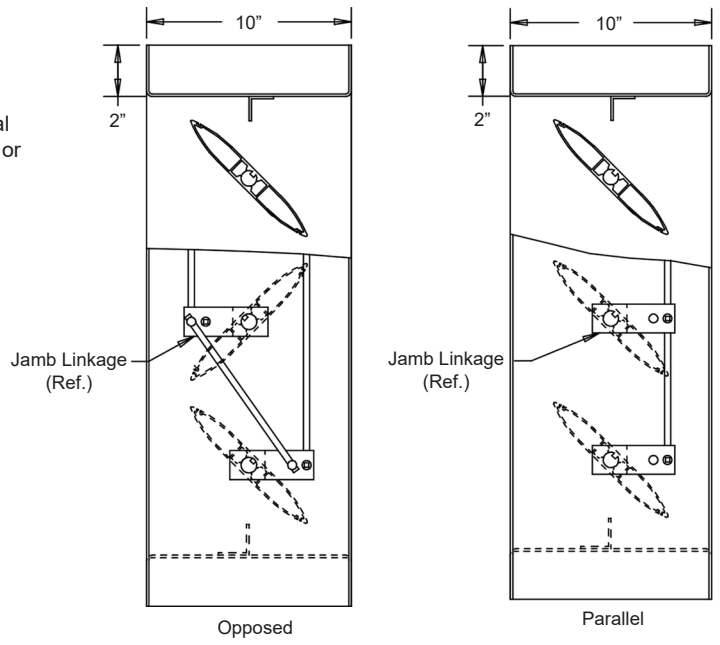 10”
10”
2”
2”
al
or
Jamb Linkage
(Ref.)
Jamb Linkage
(Ref.)
Opposed
Parallel